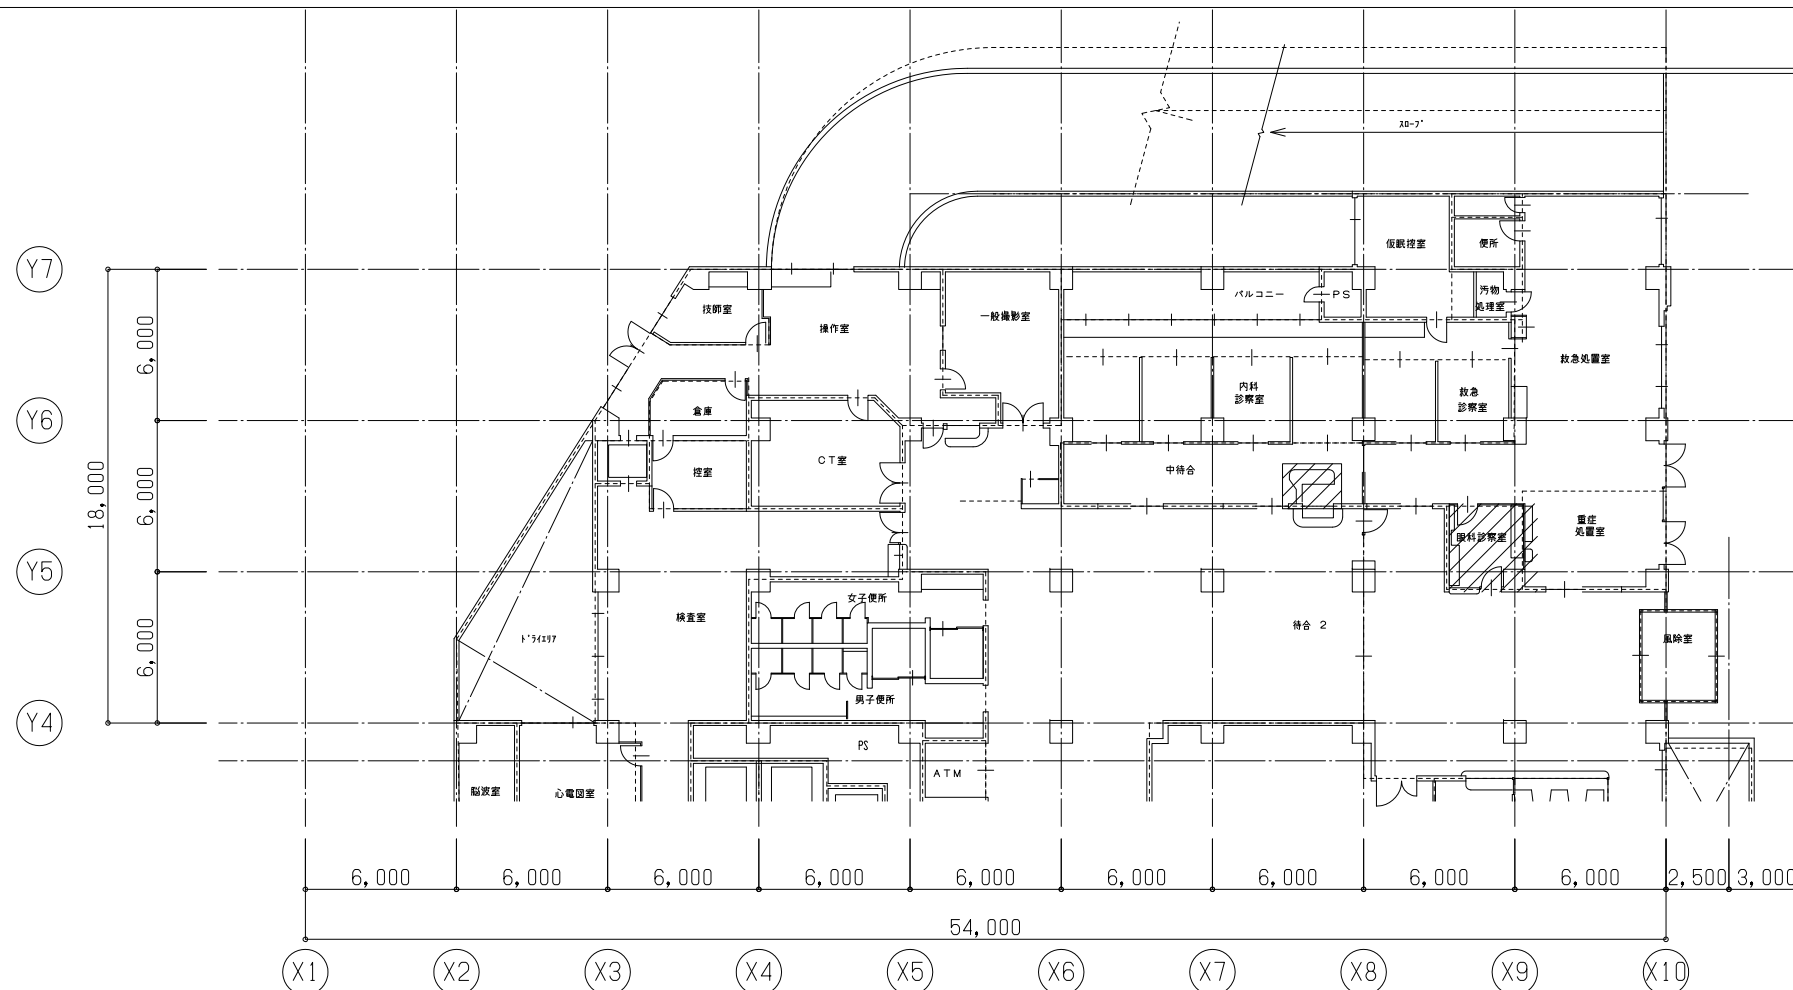 スロープ
仮眠控室
便所
Y7
技師室
操作室
一般撮影室
バルコニー
PS
汚物
処理室
6,000
救急処置室
内科
診察室
救急
診察室
Y6
倉庫
18,000
6,000
控室
CT室
中待合
眼科診察室
重症
処置室
Y5
6,000
ドライエリア
検査室
女子便所
待合 2
風除室
男子便所
Y4
PS
ATM
脳波室
心電図室
6,000
6,000
6,000
6,000
6,000
6,000
6,000
6,000
6,000
2,500
3,000
54,000
X1
X2
X3
X4
X5
X6
X7
X8
X9
X10